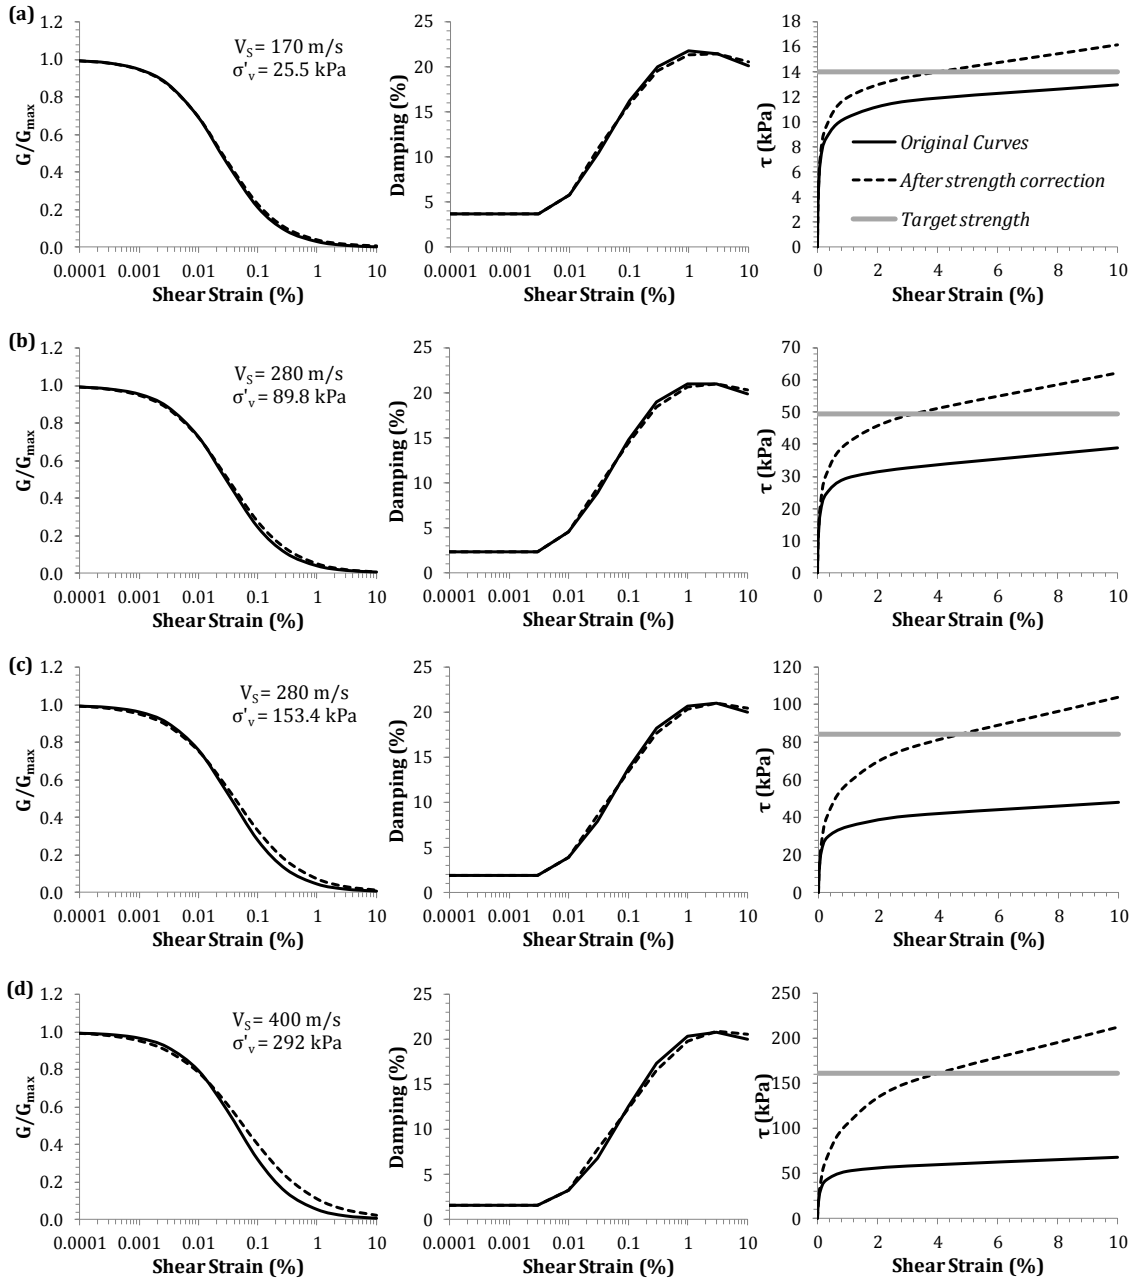 (a)
1.2
1.0
0.8
0.6
0.4
0.2
0.0
G/Gmax
V_S = 170 m/s
σ'_v = 25.5 kPa
0.0001 0.001 0.01 0.1 1 10
Shear Strain (%)
25
20
15
10
5
0
Damping (%)
0.0001 0.001 0.01 0.1 1 10
Shear Strain (%)
18
16
14
12
10
8
6
4
2
0
τ (kPa)
Original Curves
After strength correction
Target strength
0 2 4 6 8 10
Shear Strain (%)
(b)
1.2
1.0
0.8
0.6
0.4
0.2
0.0
G/Gmax
V_S = 280 m/s
σ'_v = 89.8 kPa
0.0001 0.001 0.01 0.1 1 10
Shear Strain (%)
25
20
15
10
5
0
Damping (%)
0.0001 0.001 0.01 0.1 1 10
Shear Strain (%)
70
60
50
40
30
20
10
0
τ (kPa)
0 2 4 6 8 10
Shear Strain (%)
(c)
1.2
1.0
0.8
0.6
0.4
0.2
0.0
G/Gmax
V_S = 280 m/s
σ'_v = 153.4 kPa
0.0001 0.001 0.01 0.1 1 10
Shear Strain (%)
25
20
15
10
5
0
Damping (%)
0.0001 0.001 0.01 0.1 1 10
Shear Strain (%)
120
100
80
60
40
20
0
τ (kPa)
0 2 4 6 8 10
Shear Strain (%)
(d)
1.2
1.0
0.8
0.6
0.4
0.2
0.0
G/Gmax
V_S = 400 m/s
σ'_v = 292 kPa
0.0001 0.001 0.01 0.1 1 10
Shear Strain (%)
25
20
15
10
5
0
Damping (%)
0.0001 0.001 0.01 0.1 1 10
Shear Strain (%)
250
200
150
100
50
0
τ (kPa)
0 2 4 6 8 10
Shear Strain (%)